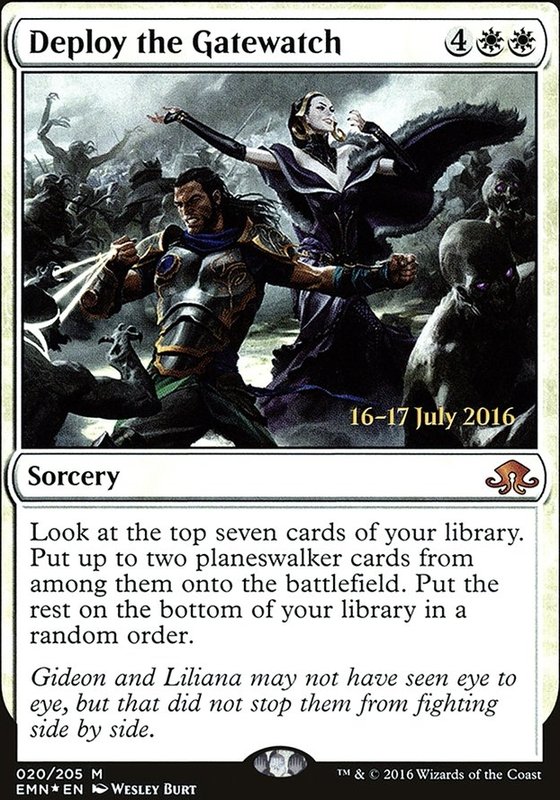 Deploy the Gatewatch 4
16–17 July 2016
Sorcery
Look at the top seven cards of your library.
Put up to two planeswalker cards from
among them onto the battlefield. Put the
rest on the bottom of your library in a
random order.
Gideon and Liliana may not have seen eye to
eye, but that did not stop them from fighting
side by side.
020/205 M
EMN★EN Wesley Burt
™ & © 2016 Wizards of the Coast